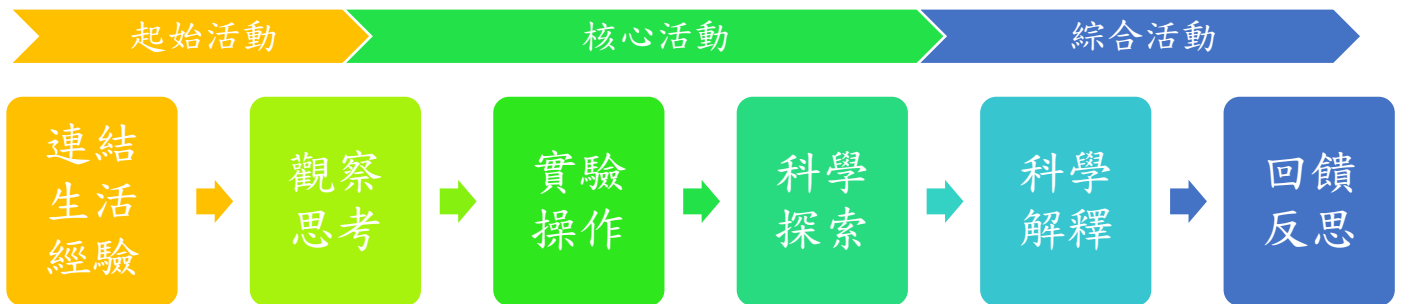 起始活動
核心活動
綜合活動
連結
生活
經驗
觀察
思考
實驗
操作
科學
探索
科學
解釋
回饋
反思